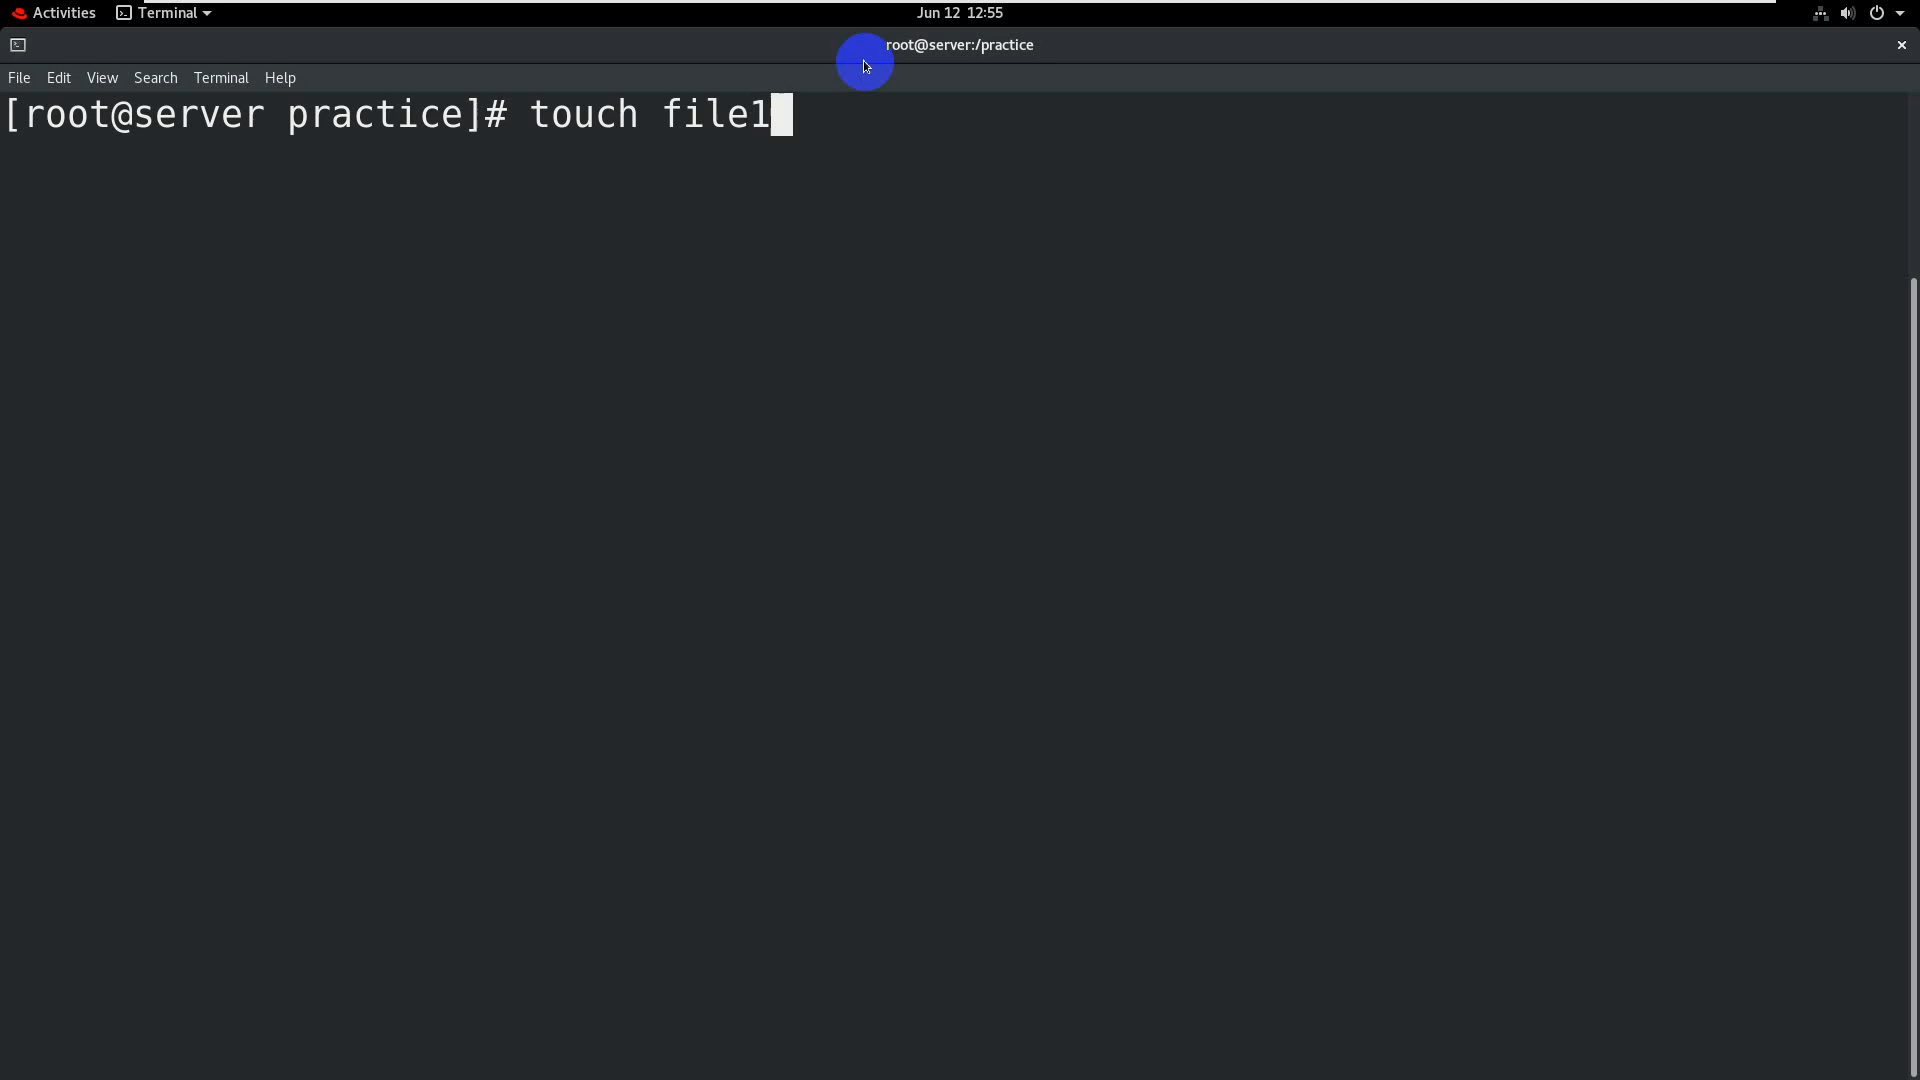 Activities Terminal Jun 12 12:55
root@server:/practice
File Edit View Search Terminal Help
[root@server practice]# touch file1